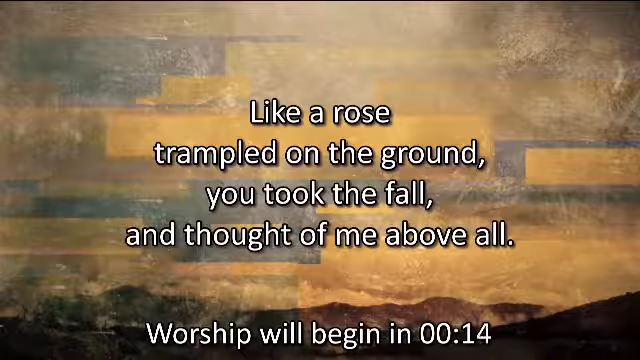 Like a rose
trampled on the ground,
you took the fall,
and thought of me above all.
Worship will begin in 00:14